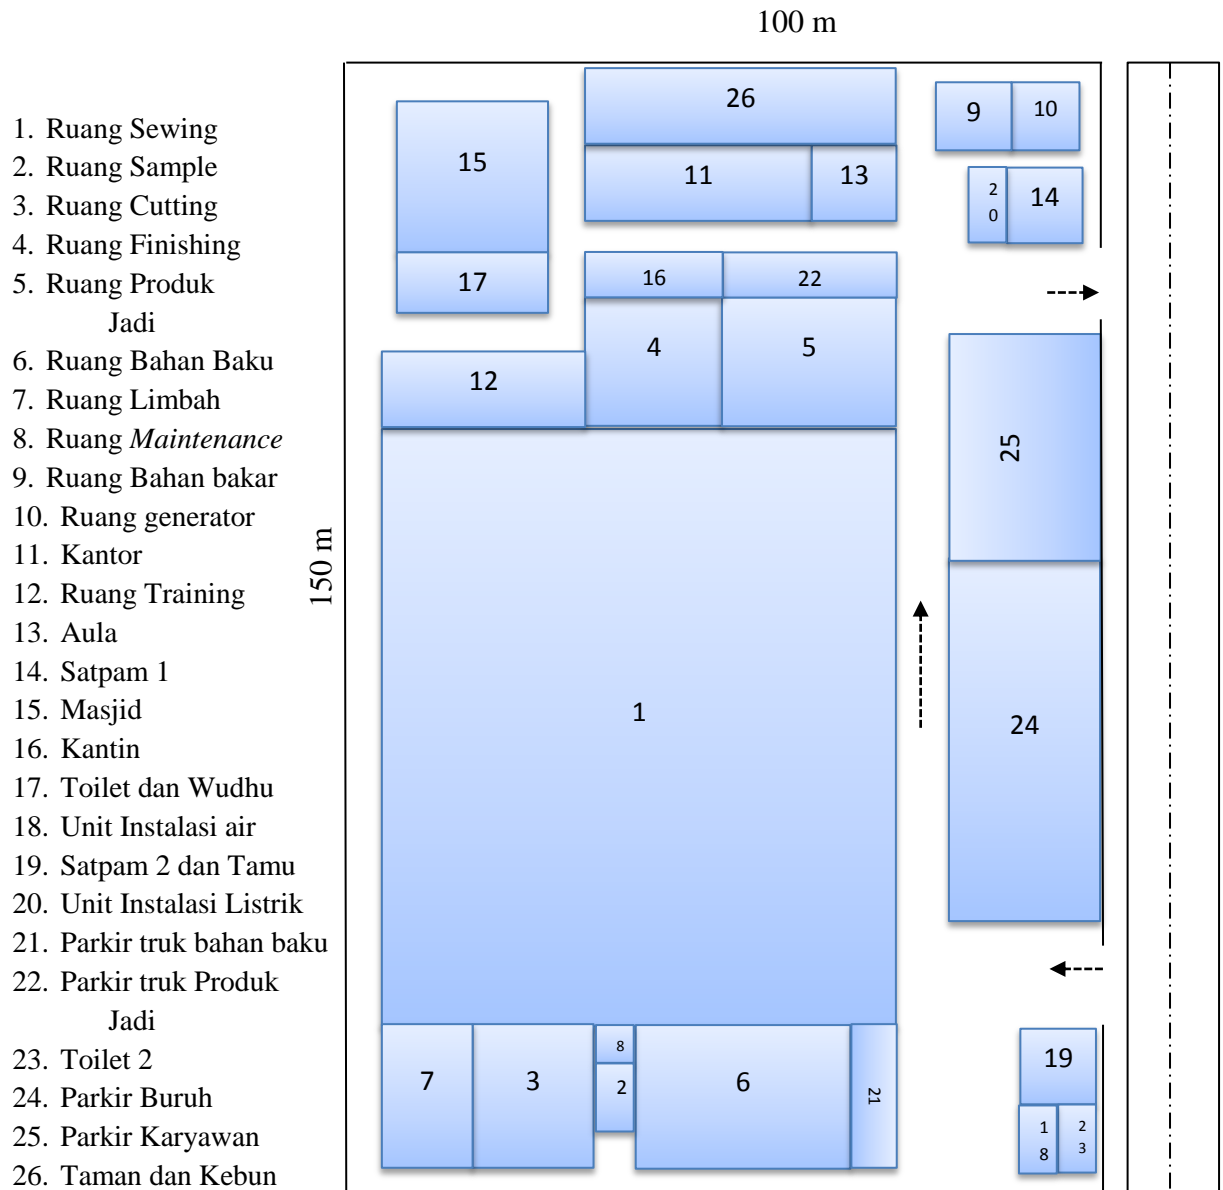 100 m
1. Ruang Sewing
2. Ruang Sample
3. Ruang Cutting
4. Ruang Finishing
5. Ruang Produk
Jadi
6. Ruang Bahan Baku
7. Ruang Limbah
8. Ruang Maintenance
9. Ruang Bahan bakar
10. Ruang generator
11. Kantor
12. Ruang Training
13. Aula
14. Satpam 1
15. Masjid
16. Kantin
17. Toilet dan Wudhu
18. Unit Instalasi air
19. Satpam 2 dan Tamu
20. Unit Instalasi Listrik
21. Parkir truk bahan baku
22. Parkir truk Produk
Jadi
23. Toilet 2
24. Parkir Buruh
25. Parkir Karyawan
26. Taman dan Kebun
150 m
26
9
10
15
11
13
20
14
17
16
22
4
5
12
25
1
24
7
3
8
2
6
21
19
18
23